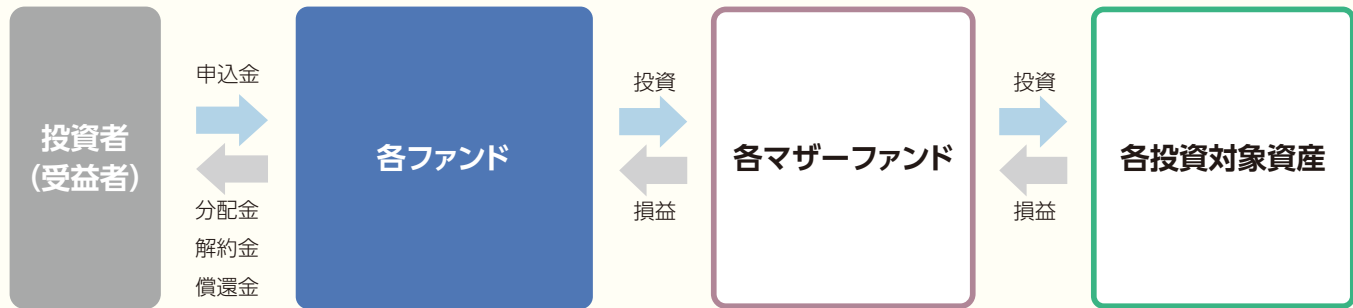 投資者
(受益者)
申込金
分配金
解約金
償還金
各ファンド
投資
損益
各マザーファンド
投資
損益
各投資対象資産